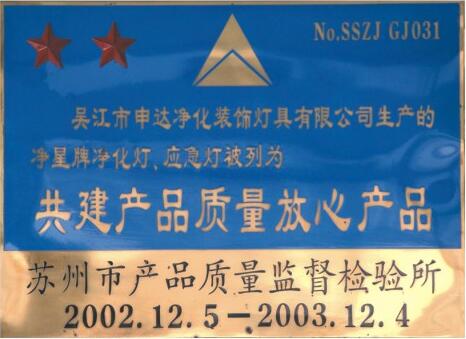 No.SSZJ GJ031
吴江市申达净化装饰灯具有限公司生产的
净星牌净化灯、应急灯被列为
共建产品质量放心产品
苏州市产品质量监督检验所
2002.12.5-2003.12.4